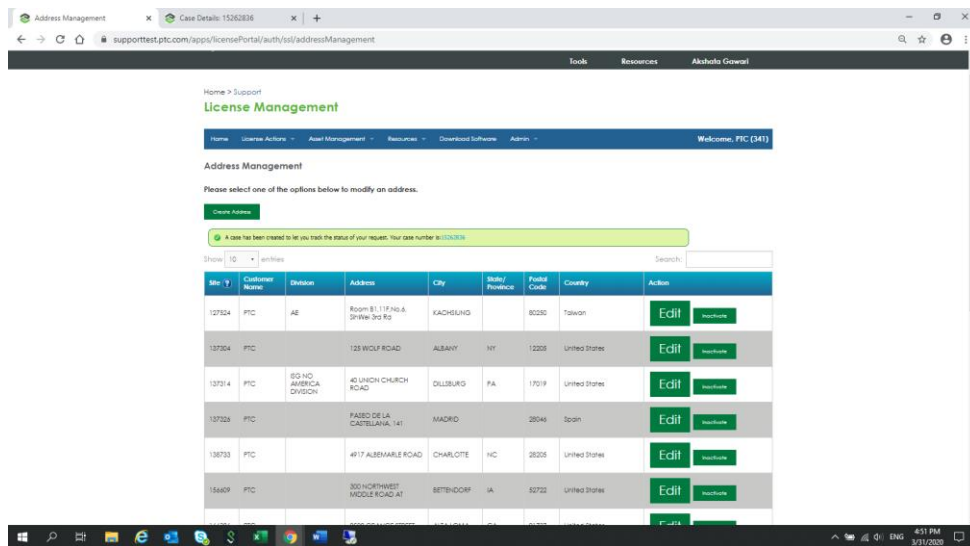 Address Management
Case Details: 15262836
supporttest.ptc.com/apps/licensePortal/auth/ssl/addressManagement
Tools Resources Akshata Gawari
Home > Support
License Management
Home License Actions Asset Management Resources Download Software Admin Welcome, PTC (341)
Address Management
Please select one of the options below to modify an address.
Create Address
A case has been created to let you track the status of your request. Your case number is:15262836
Show 10 entries Search:
Site ? Customer Name Division Address City State/ Province Postal Code Country Action
127524 PTC AE Room B1,11F,No.6, SinWei 3rd Rd KAOHSIUNG 80250 Taiwan Edit Inactivate
137304 PTC 125 WOLF ROAD ALBANY NY 12205 United States Edit Inactivate
137314 PTC ISG NO AMERICA DIVISION 40 UNION CHURCH ROAD DILLSBURG PA 17019 United States Edit Inactivate
137326 PTC PASEO DE LA CASTELLANA, 141 MADRID 28046 Spain Edit Inactivate
138733 PTC 4917 ALBEMARLE ROAD CHARLOTTE NC 28205 United States Edit Inactivate
156609 PTC 300 NORTHWEST MIDDLE ROAD AT BETTENDORF IA 52722 United States Edit Inactivate
ENG
4:51 PM
3/31/2020